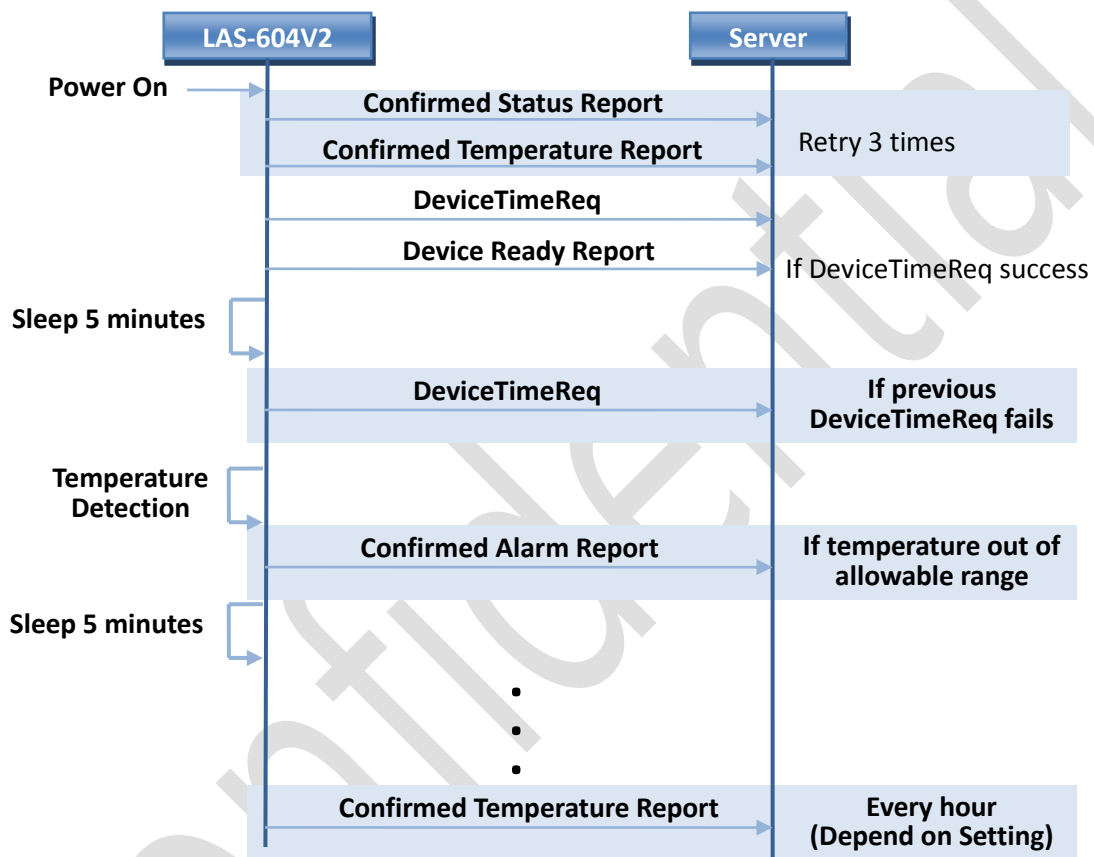 LAS-604V2
Server
Power On
Confirmed Status Report
Confirmed Temperature Report
Retry 3 times
DeviceTimeReq
Device Ready Report
If DeviceTimeReq success
Sleep 5 minutes
DeviceTimeReq
If previous
DeviceTimeReq fails
Temperature
Detection
Confirmed Alarm Report
If temperature out of
allowable range
Sleep 5 minutes
Confirmed Temperature Report
Every hour
(Depend on Setting)
onfidential